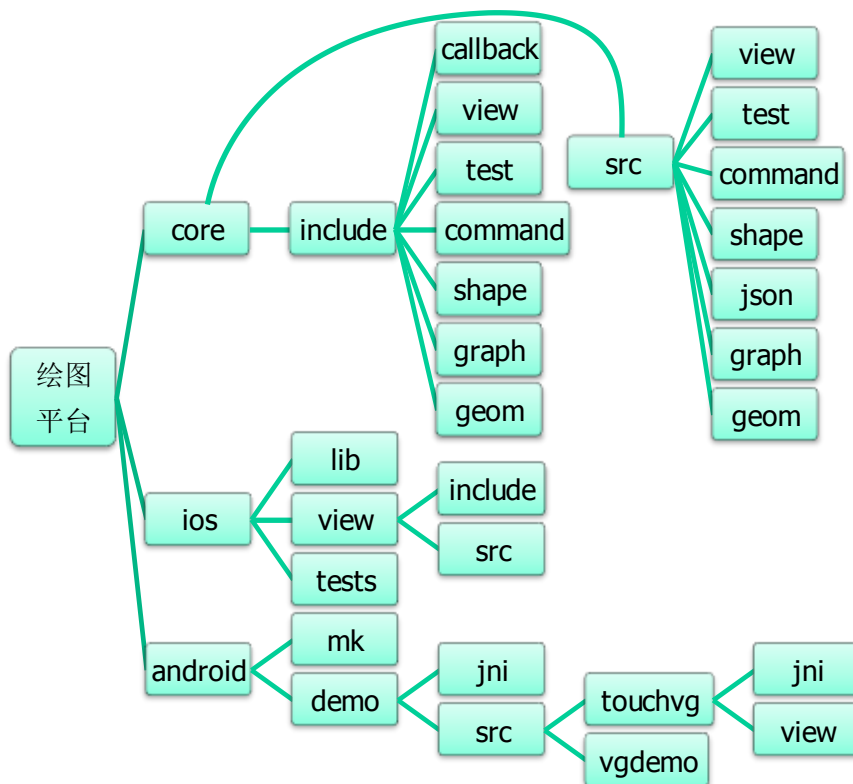 绘图
平台
core
include
callback
view
test
command
shape
graph
geom
src
view
test
command
shape
json
graph
geom
ios
lib
view
include
src
tests
android
mk
demo
jni
src
touchvg
jni
view
vgdemo